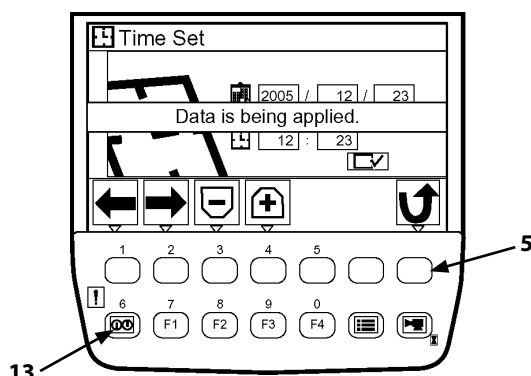 Time Set
2005 / 12 / 23
Data is being applied.
12 : 23
1 2 3 4 5
5
!
6 7 8 9 0
F1 F2 F3 F4
13